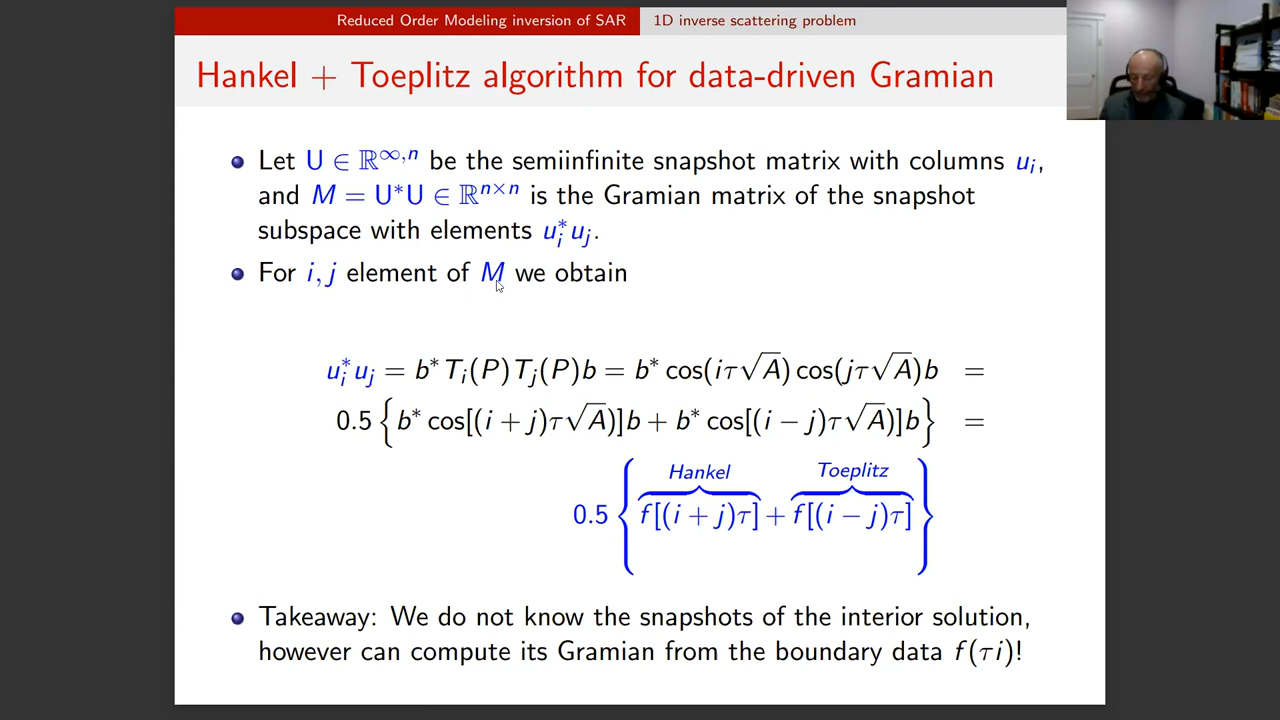 Reduced Order Modeling inversion of SAR 1D inverse scattering problem
Hankel + Toeplitz algorithm for data-driven Gramian
Let U ∈ ℝ^{∞,n} be the semiinfinite snapshot matrix with columns u_i,
and M = U*U ∈ ℝ^{n×n} is the Gramian matrix of the snapshot
subspace with elements u_i^* u_j.
For i, j element of M we obtain
u_i^* u_j = b* T_i(P) T_j(P) b = b* cos(iτ√A) cos(jτ√A) b =
0.5 { b* cos[(i + j)τ√A)]b + b* cos[(i − j)τ√A)]b } =
Hankel Toeplitz
0.5 { f[(i + j)τ] + f[(i − j)τ] }
Takeaway: We do not know the snapshots of the interior solution,
however can compute its Gramian from the boundary data f(τi)!